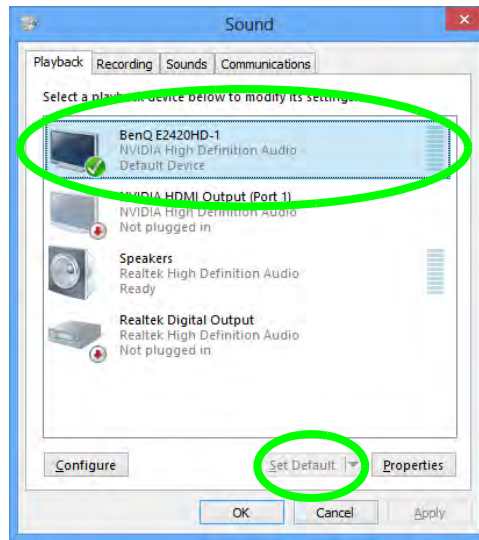 Sound
Playback Recording Sounds Communications
Select a playback device below to modify its settings
BenQ E2420HD-1
NVIDIA High Definition Audio
Default Device
NVIDIA HDMI Output (Port 1)
NVIDIA High Definition Audio
Not plugged in
Speakers
Realtek High Definition Audio
Ready
Realtek Digital Output
Realtek High Definition Audio
Not plugged in
Configure Set Default Properties
OK Cancel Apply